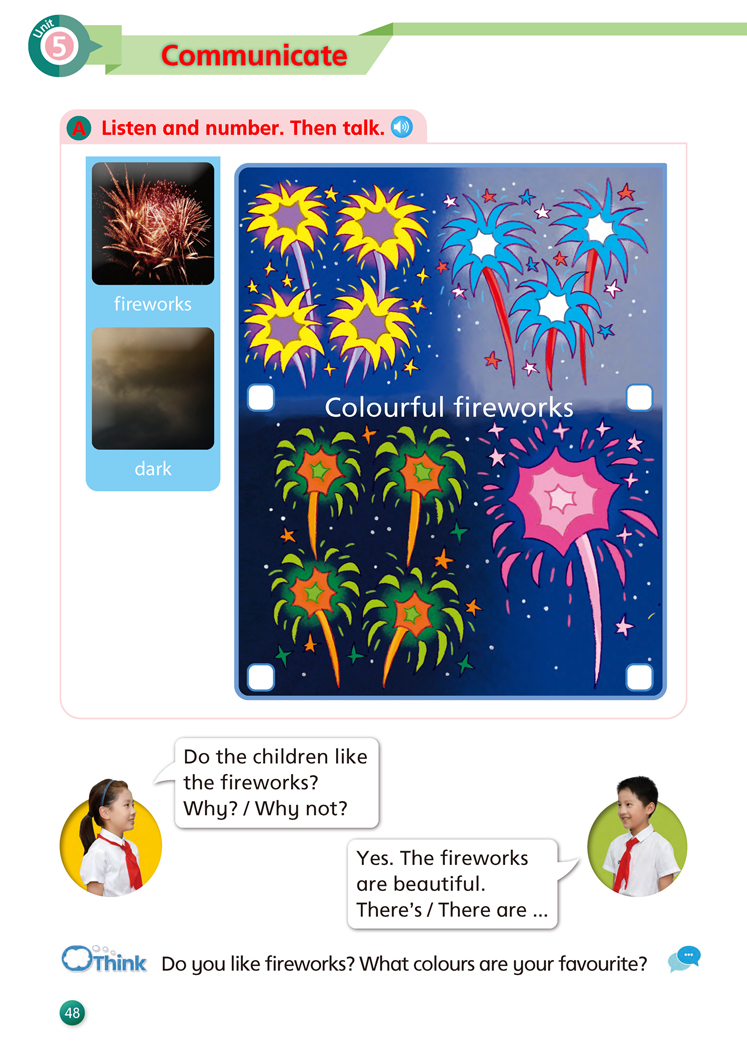 Unit
5
Communicate
A Listen and number. Then talk.
fireworks
dark
Colourful fireworks
Do the children like
the fireworks?
Why? / Why not?
Yes. The fireworks
are beautiful.
There's / There are ...
Think Do you like fireworks? What colours are your favourite?
48